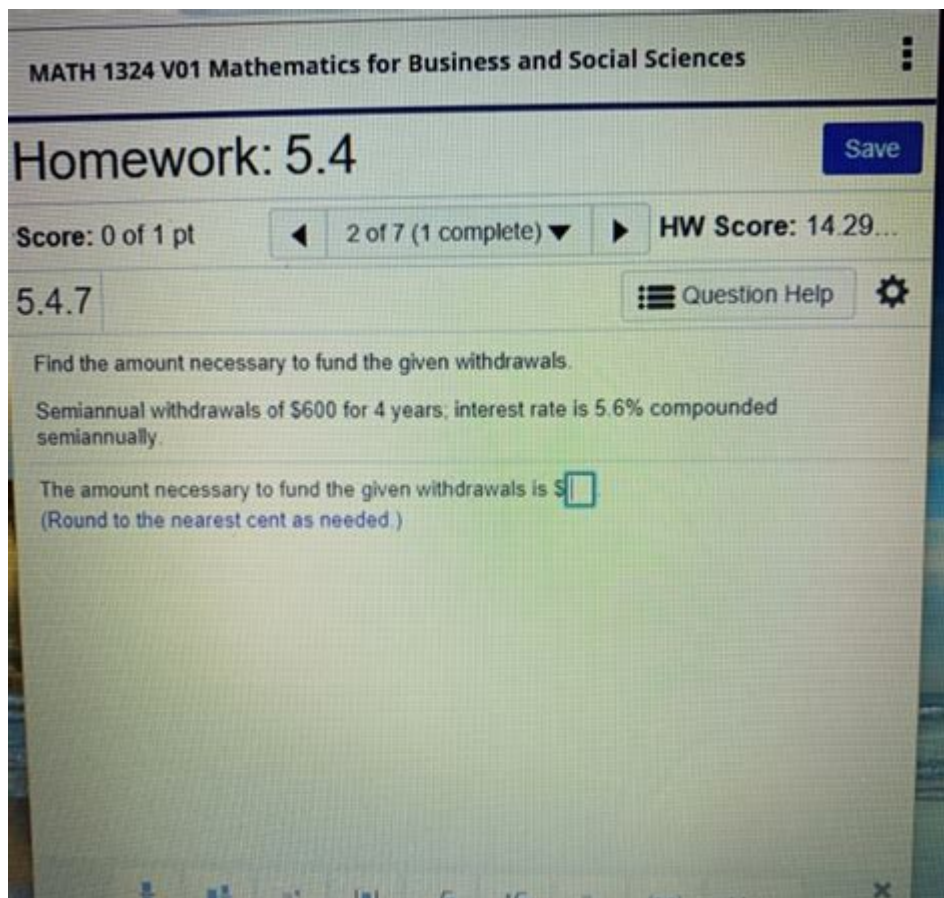 MATH 1324 V01 Mathematics for Business and Social Sciences
Homework: 5.4
Save
Score: 0 of 1 pt
2 of 7 (1 complete)
HW Score: 14.29...
5.4.7
Question Help
Find the amount necessary to fund the given withdrawals.
Semiannual withdrawals of $600 for 4 years; interest rate is 5.6% compounded
semiannually.
The amount necessary to fund the given withdrawals is $
(Round to the nearest cent as needed.)